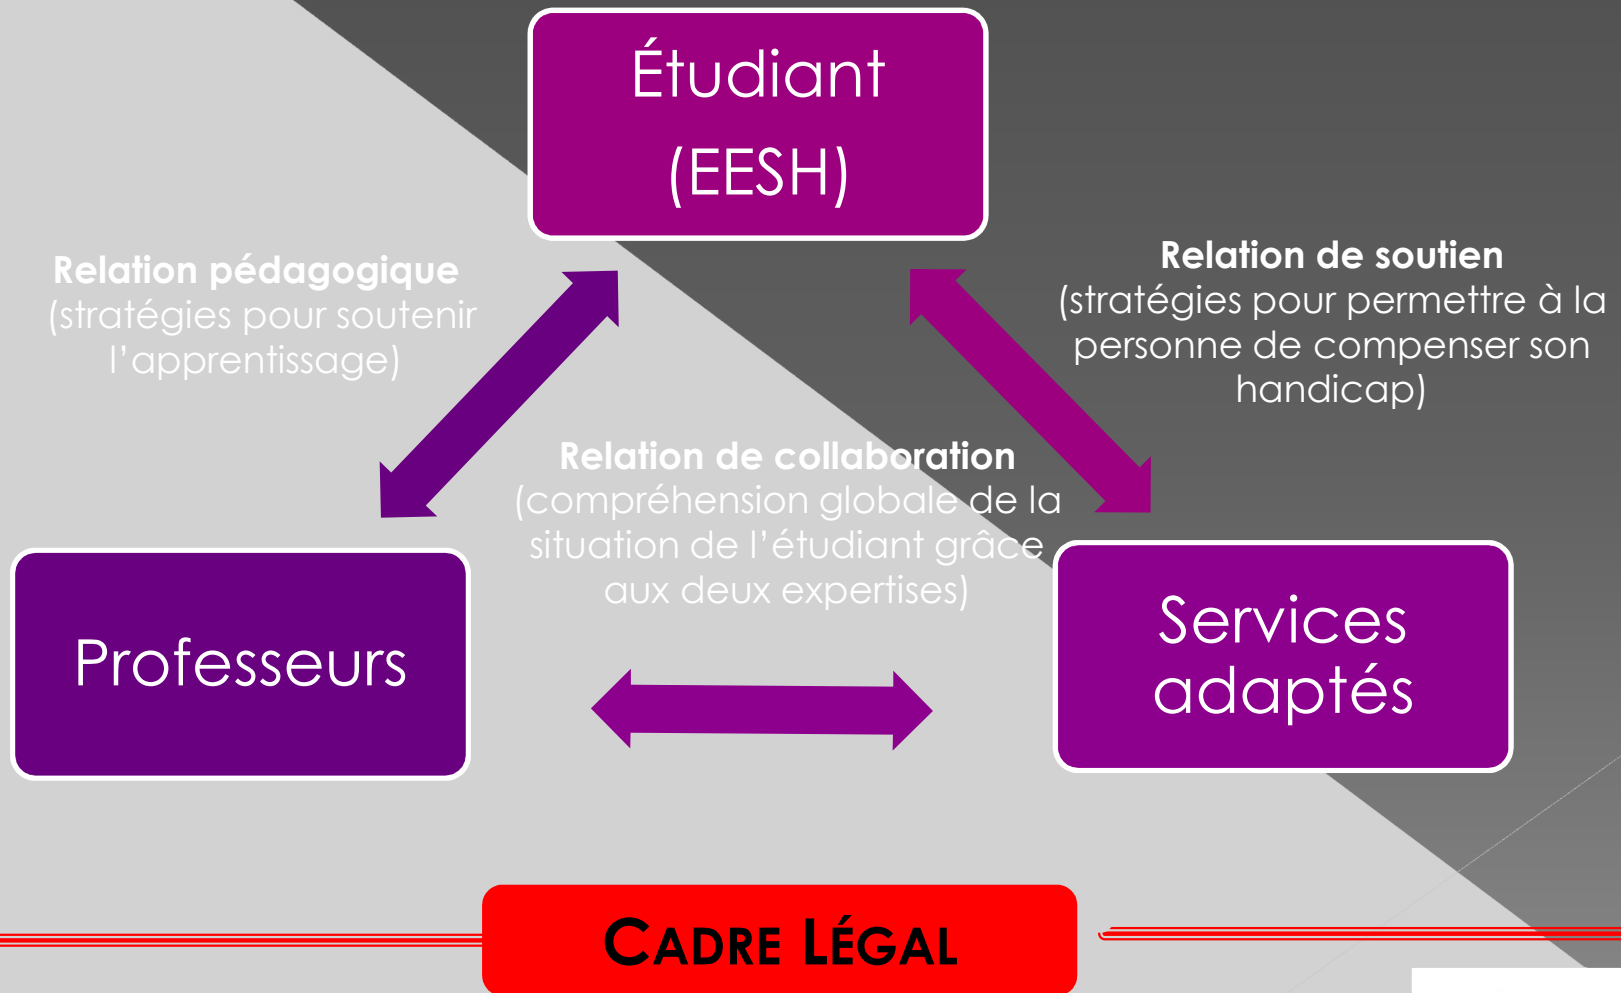 Étudiant
(EESH)
Relation pédagogique
(stratégies pour soutenir
l’apprentissage)
Relation de soutien
(stratégies pour permettre à la
personne de compenser son
handicap)
Relation de collaboration
(compréhension globale de la
situation de l’étudiant grâce
aux deux expertises)
Professeurs
Services
adaptés
CADRE LÉGAL